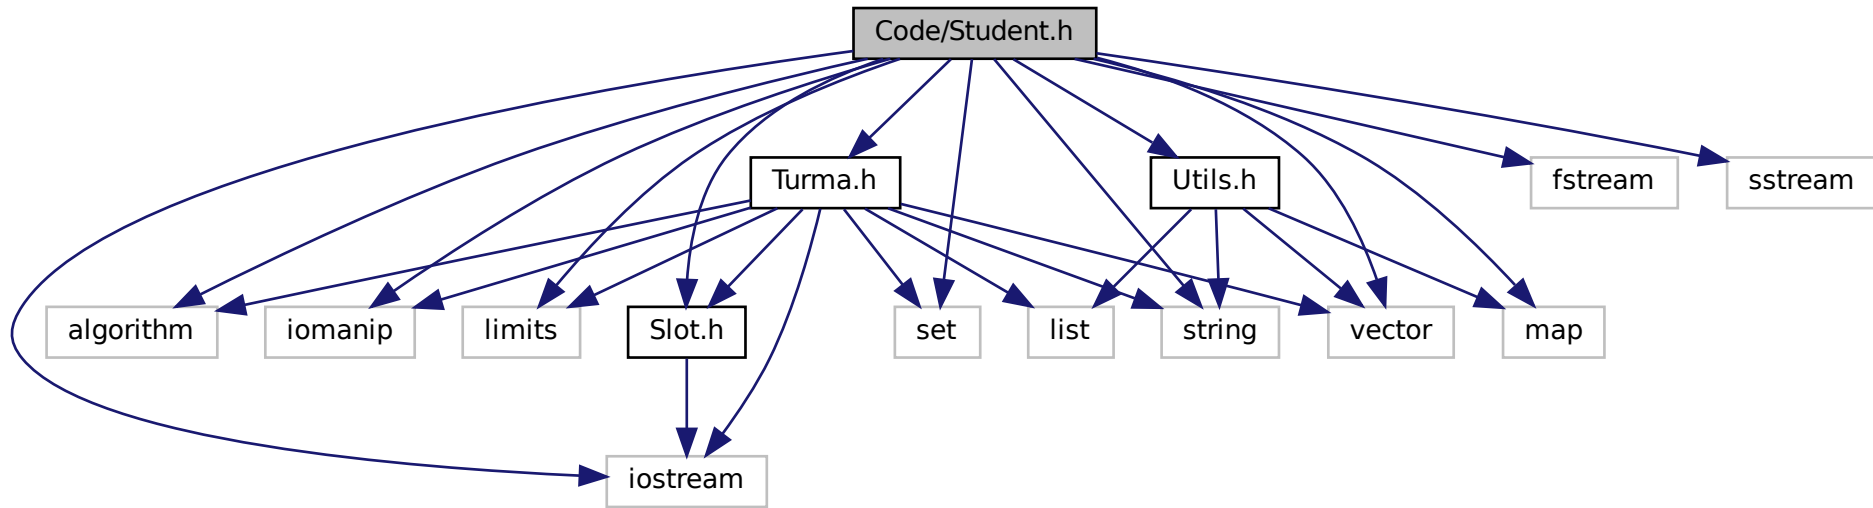 Code/Student.h
Turma.h
Utils.h
fstream
sstream
algorithm
iomanip
limits
Slot.h
set
list
string
vector
map
iostream